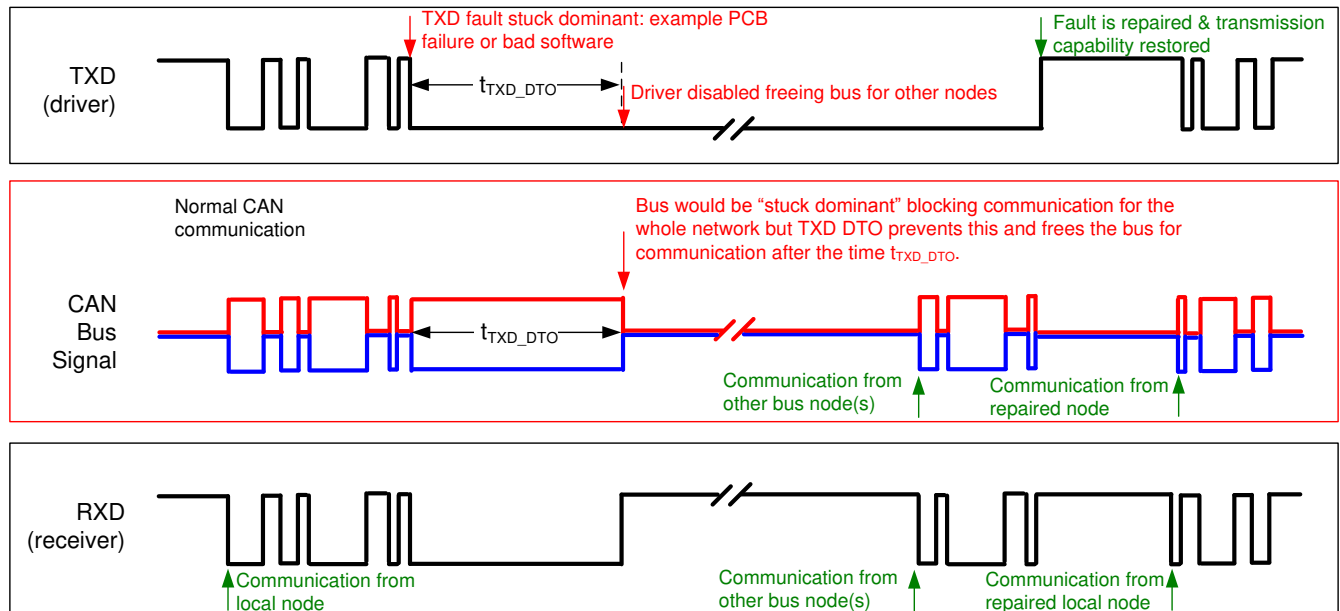 TXD fault stuck dominant: example PCB
failure or bad software
Fault is repaired & transmission
capability restored
TXD
(driver)
tTXD_DTO
Driver disabled freeing bus for other nodes
Normal CAN
communication
Bus would be “stuck dominant” blocking communication for the
whole network but TXD DTO prevents this and frees the bus for
communication after the time tTXD_DTO.
CAN
Bus
Signal
tTXD_DTO
Communication from
other bus node(s)
Communication from
repaired node
RXD
(receiver)
Communication from
local node
Communication from
other bus node(s)
Communication from
repaired local node